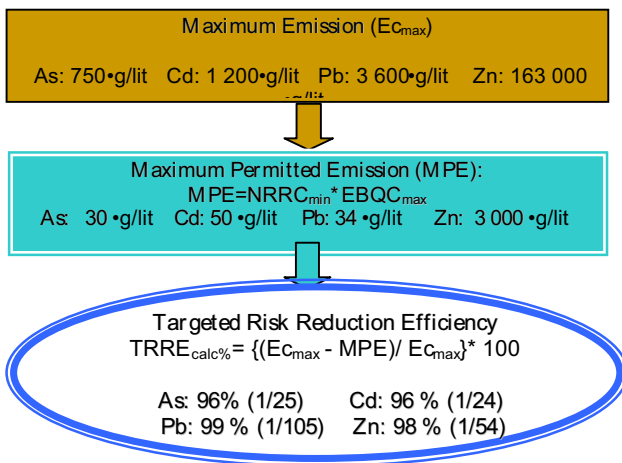 Maximum Emission (Ecmax)
As: 750•g/lit Cd: 1 200•g/lit Pb: 3 600•g/lit Zn: 163 000
•g/lit
Maximum Permitted Emission (MPE):
MPE=NRRCmin* EBQCmax
As: 30 •g/lit Cd: 50 •g/lit Pb: 34 •g/lit Zn: 3 000 •g/lit
Targeted Risk Reduction Efficiency
TRREcalc%= {(Ecmax - MPE)/ Ecmax}* 100
As: 96% (1/25) Cd: 96 % (1/24)
Pb: 99 % (1/105) Zn: 98 % (1/54)